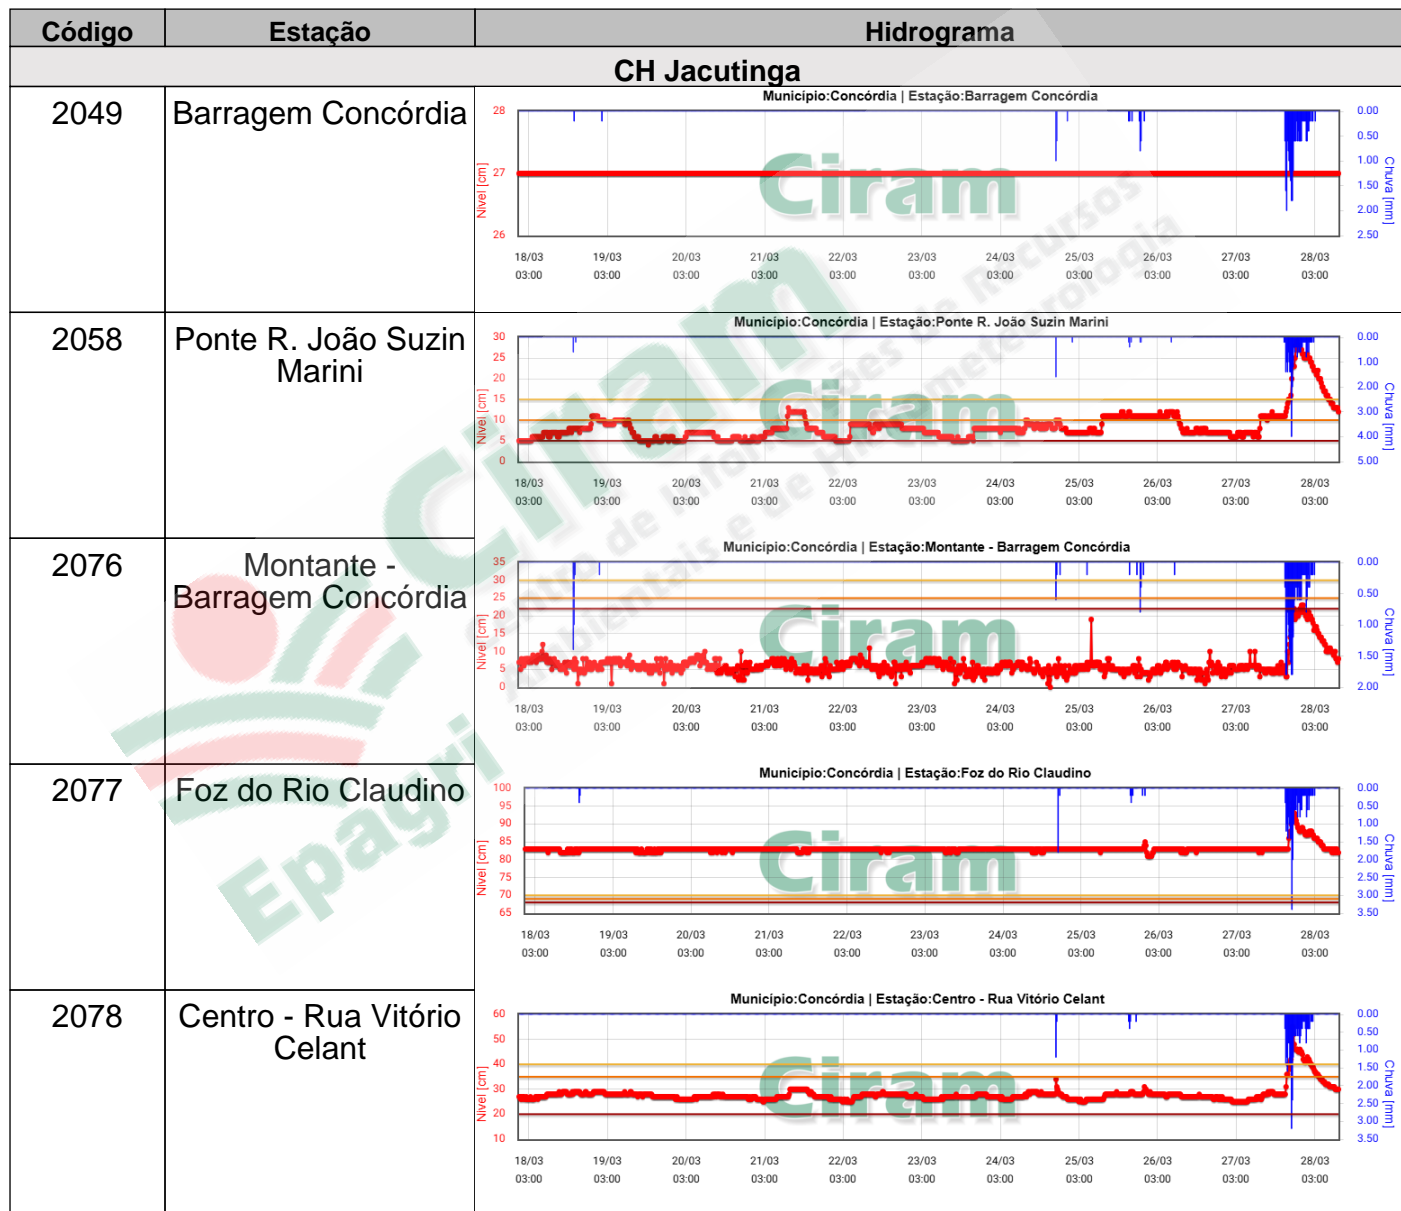 Código Estação Hidrograma
CH Jacutinga
2049 Barragem Concórdia
Município:Concórdia | Estação:Barragem Concórdia
28
27
26
Nível [cm]
0.00
0.50
1.00
1.50
2.00
2.50
Chuva [mm]
18/03 19/03 20/03 21/03 22/03 23/03 24/03 25/03 26/03 27/03 28/03
03:00 03:00 03:00 03:00 03:00 03:00 03:00 03:00 03:00 03:00 03:00
2058 Ponte R. João Suzin
Marini
Município:Concórdia | Estação:Ponte R. João Suzin Marini
30
25
20
15
10
5
0
Nível [cm]
0.00
1.00
2.00
3.00
4.00
5.00
Chuva [mm]
18/03 19/03 20/03 21/03 22/03 23/03 24/03 25/03 26/03 27/03 28/03
03:00 03:00 03:00 03:00 03:00 03:00 03:00 03:00 03:00 03:00 03:00
2076 Montante -
Barragem Concórdia
Município:Concórdia | Estação:Montante - Barragem Concórdia
35
30
25
20
15
10
5
0
Nível [cm]
0.00
0.50
1.00
1.50
2.00
Chuva [mm]
18/03 19/03 20/03 21/03 22/03 23/03 24/03 25/03 26/03 27/03 28/03
03:00 03:00 03:00 03:00 03:00 03:00 03:00 03:00 03:00 03:00 03:00
2077 Foz do Rio Claudino
Município:Concórdia | Estação:Foz do Rio Claudino
100
95
90
85
80
75
70
65
Nível [cm]
0.00
0.50
1.00
1.50
2.00
2.50
3.00
3.50
Chuva [mm]
18/03 19/03 20/03 21/03 22/03 23/03 24/03 25/03 26/03 27/03 28/03
03:00 03:00 03:00 03:00 03:00 03:00 03:00 03:00 03:00 03:00 03:00
2078 Centro - Rua Vitório
Celant
Município:Concórdia | Estação:Centro - Rua Vitório Celant
60
50
40
30
20
10
Nível [cm]
0.00
0.50
1.00
1.50
2.00
2.50
3.00
3.50
Chuva [mm]
18/03 19/03 20/03 21/03 22/03 23/03 24/03 25/03 26/03 27/03 28/03
03:00 03:00 03:00 03:00 03:00 03:00 03:00 03:00 03:00 03:00 03:00
Ciram
Ciram
Ciram
Ciram
Ciram
Epagri
Ciram
Centro de Informações de Recursos
Ambientais e de Hidrometeorologia